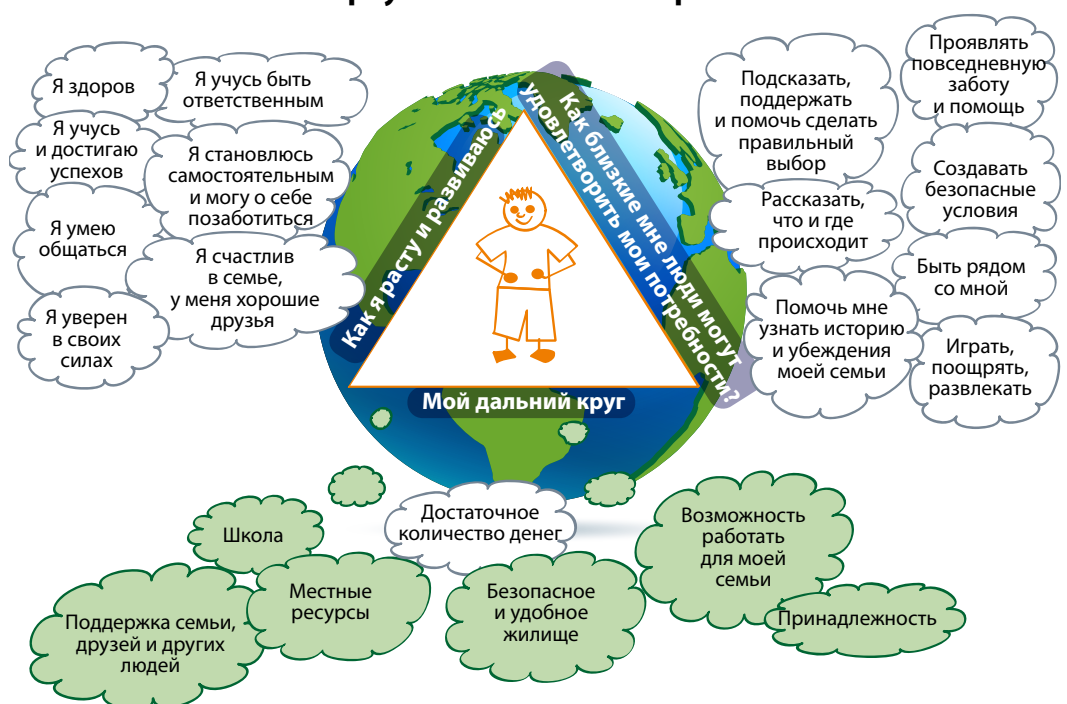 Я здоров
Я учусь быть
ответственным
Я учусь
и достигаю
успехов
Я становлюсь
самостоятельным
и могу о себе
позаботиться
Я умею
общаться
Я счастлив
в семье,
у меня хорошие
друзья
Я уверен
в своих
силах
Как я расту и развиваюсь
Как близкие мне люди могут
удовлетворить мои потребности?
Мой дальний круг
Подсказать,
поддержать
и помочь сделать
правильный
выбор
Проявлять
повседневную
заботу
и помощь
Рассказать,
что и где
происходит
Создавать
безопасные
условия
Быть рядом
со мной
Помочь мне
узнать историю
и убеждения
моей семьи
Играть,
поощрять,
развлекать
Школа
Достаточное
количество денег
Возможность
работать
для моей
семьи
Местные
ресурсы
Безопасное
и удобное
жилище
Поддержка семьи,
друзей и других
людей
Принадлежность